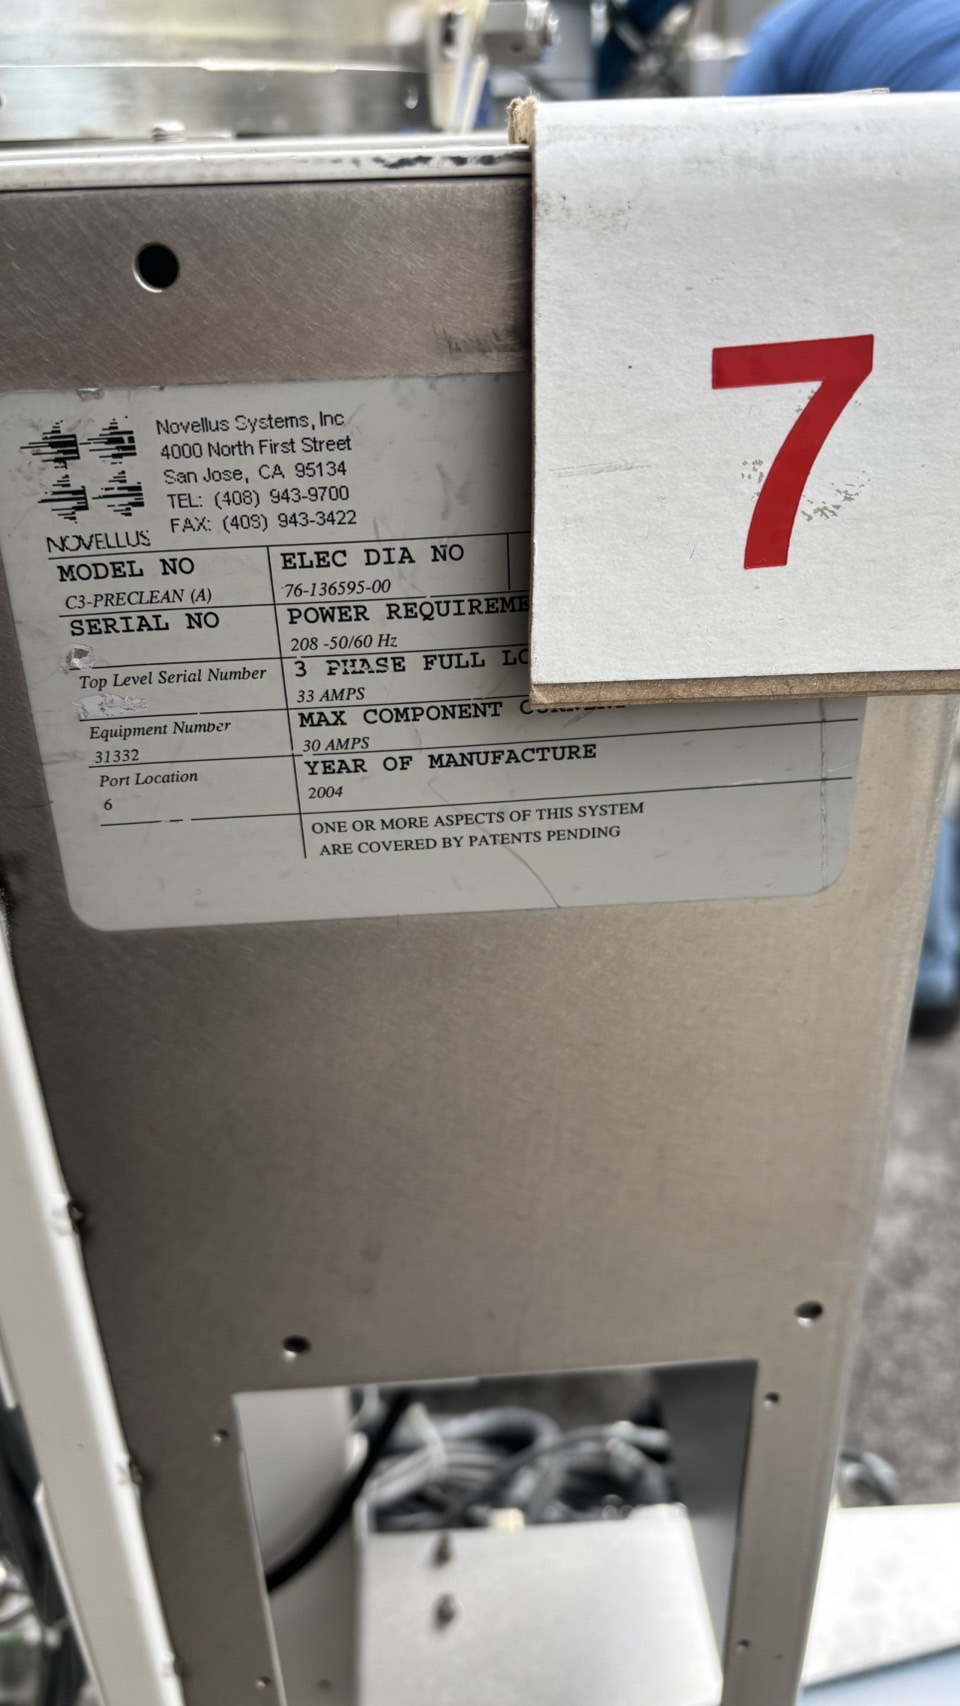 7
Novellus Systems, Inc
4000 North First Street
San Jose, CA 95134
TEL: (408) 943-9700
FAX: (408) 943-3422
NOVELLUS
MODEL NO
C3-PRECLEAN (A)
ELEC DIA NO
76-136595-00
SERIAL NO
POWER REQUIREME
208 -50/60 Hz
Top Level Serial Number
3 PHASE FULL LO
33 AMPS
Equipment Number
31332
MAX COMPONENT
30 AMPS
Port Location
6
YEAR OF MANUFACTURE
2004
ONE OR MORE ASPECTS OF THIS SYSTEM
ARE COVERED BY PATENTS PENDING